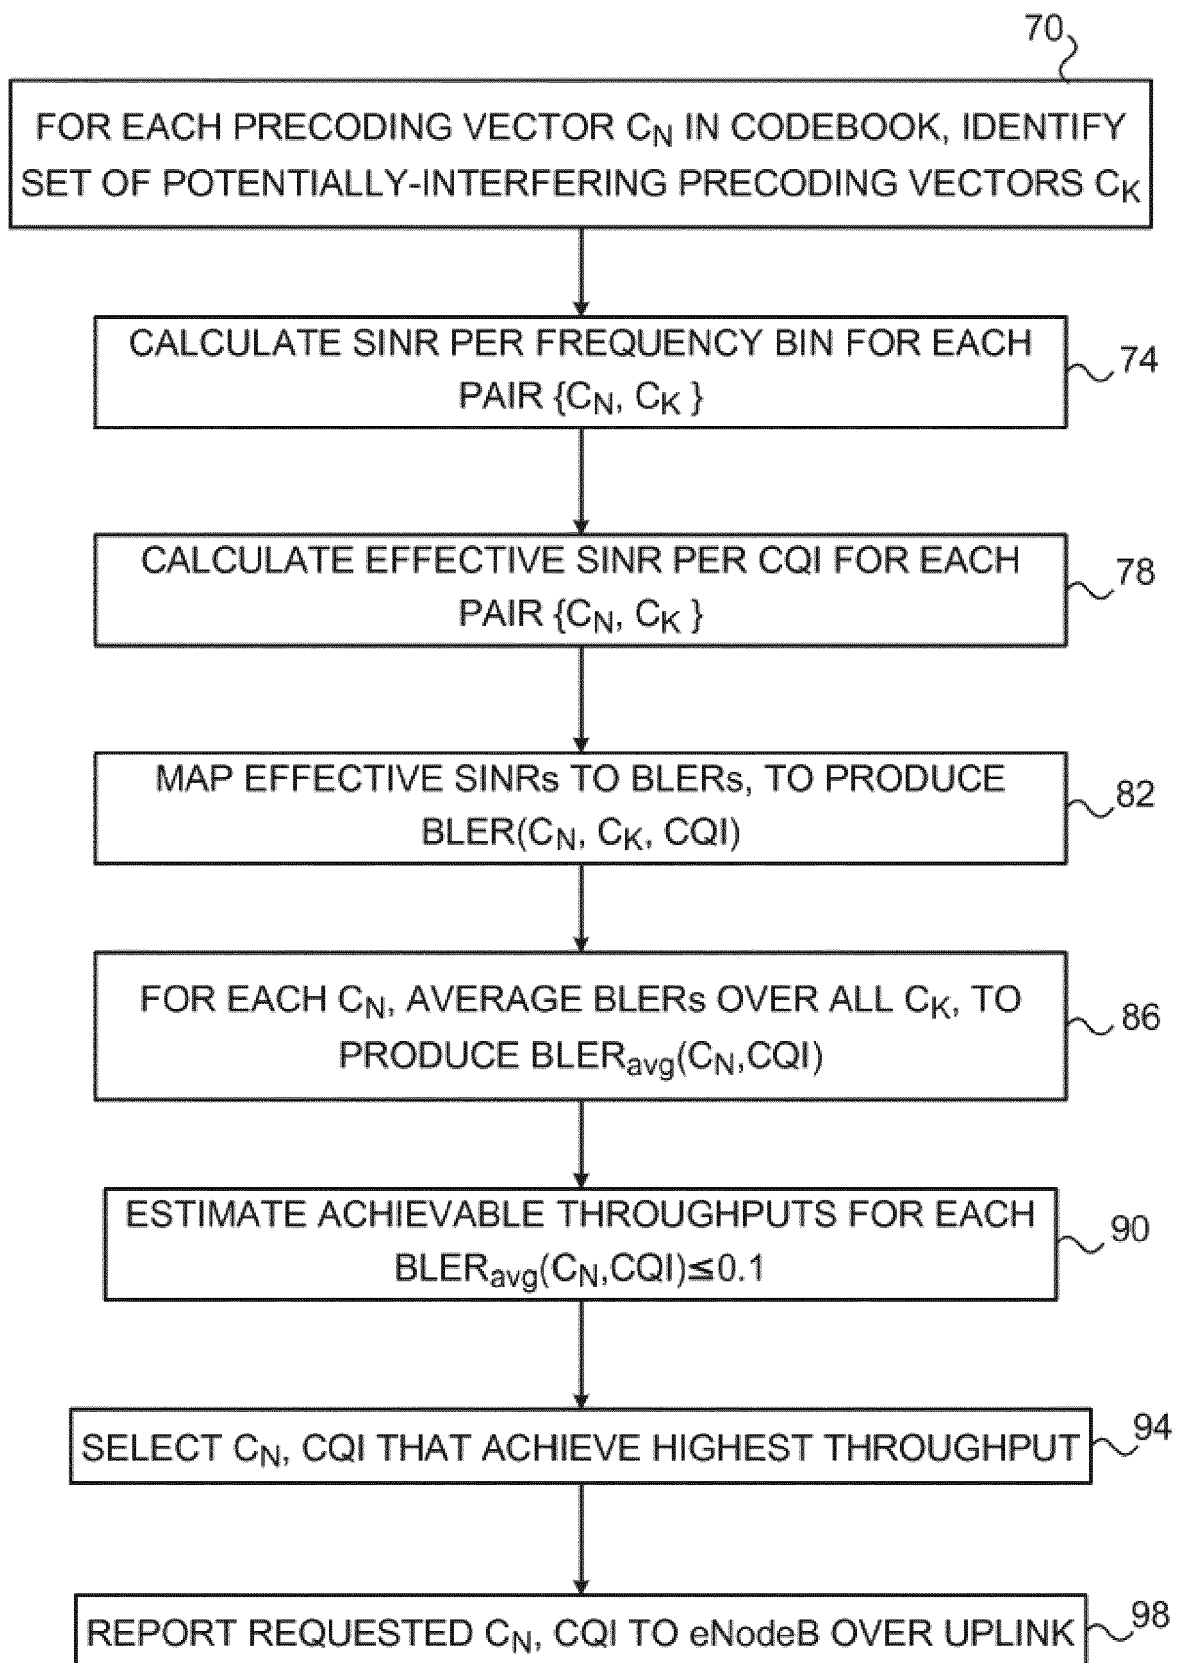 70
FOR EACH PRECODING VECTOR CN IN CODEBOOK, IDENTIFY
SET OF POTENTIALLY-INTERFERING PRECODING VECTORS CK
CALCULATE SINR PER FREQUENCY BIN FOR EACH
PAIR {CN, CK }
74
CALCULATE EFFECTIVE SINR PER CQI FOR EACH
PAIR {CN, CK }
78
MAP EFFECTIVE SINRs TO BLERs, TO PRODUCE
BLER(CN, CK, CQI)
82
FOR EACH CN, AVERAGE BLERs OVER ALL CK, TO
PRODUCE BLERavg(CN,CQI)
86
ESTIMATE ACHIEVABLE THROUGHPUTS FOR EACH
BLERavg(CN,CQI)≤0.1
90
SELECT CN, CQI THAT ACHIEVE HIGHEST THROUGHPUT
94
REPORT REQUESTED CN, CQI TO eNodeB OVER UPLINK
98